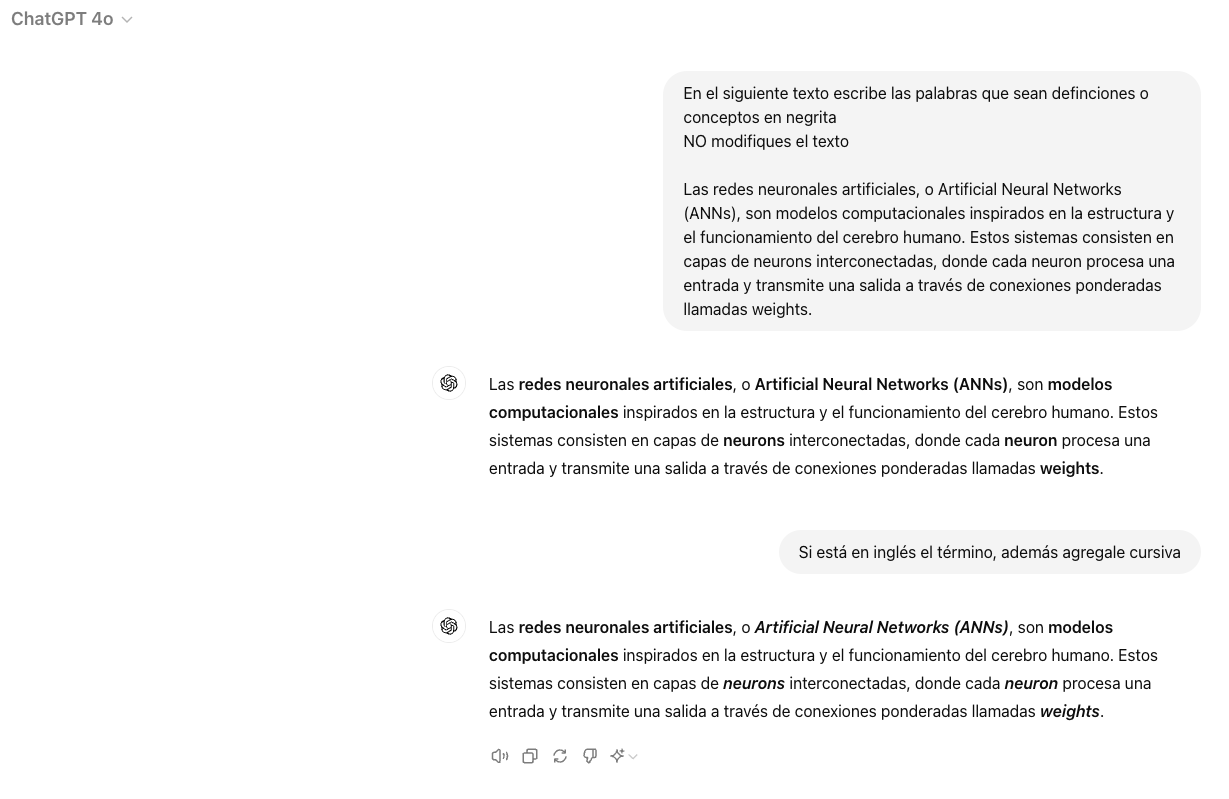 ChatGPT 4o
En el siguiente texto escribe las palabras que sean definciones o
conceptos en negrita
NO modifiques el texto
Las redes neuronales artificiales, o Artificial Neural Networks
(ANNs), son modelos computacionales inspirados en la estructura y
el funcionamiento del cerebro humano. Estos sistemas consisten en
capas de neurons interconectadas, donde cada neuron procesa una
entrada y transmite una salida a través de conexiones ponderadas
llamadas weights.
Las redes neuronales artificiales, o Artificial Neural Networks (ANNs), son modelos
computacionales inspirados en la estructura y el funcionamiento del cerebro humano. Estos
sistemas consisten en capas de neurons interconectadas, donde cada neuron procesa una
entrada y transmite una salida a través de conexiones ponderadas llamadas weights.
Si está en inglés el término, además agregale cursiva
Las redes neuronales artificiales, o Artificial Neural Networks (ANNs), son modelos
computacionales inspirados en la estructura y el funcionamiento del cerebro humano. Estos
sistemas consisten en capas de neurons interconectadas, donde cada neuron procesa una
entrada y transmite una salida a través de conexiones ponderadas llamadas weights.